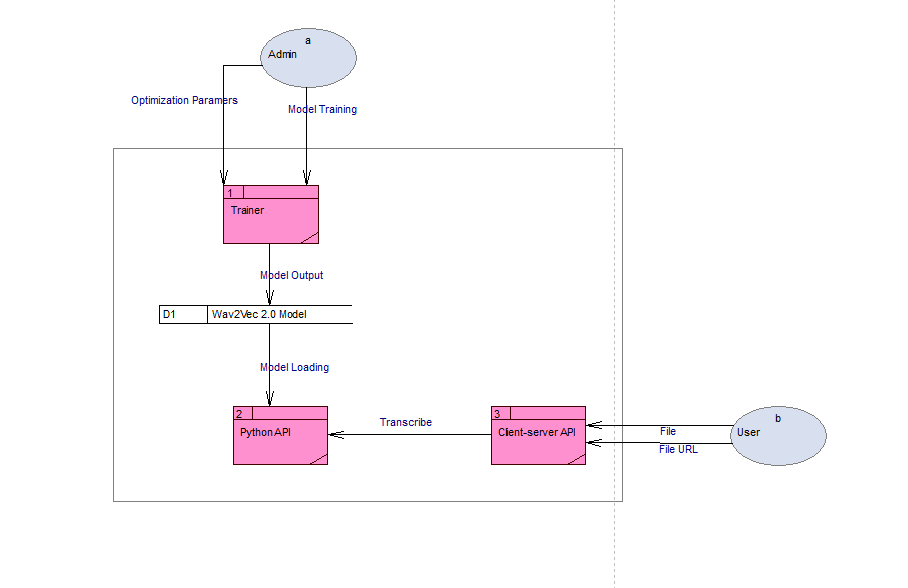 a
Admin
Optimization Paramers
Model Training
1
Trainer
Model Output
D1
Wav2Vec 2.0 Model
Model Loading
2
Python API
Transcribe
3
Client-server API
File
File URL
b
User